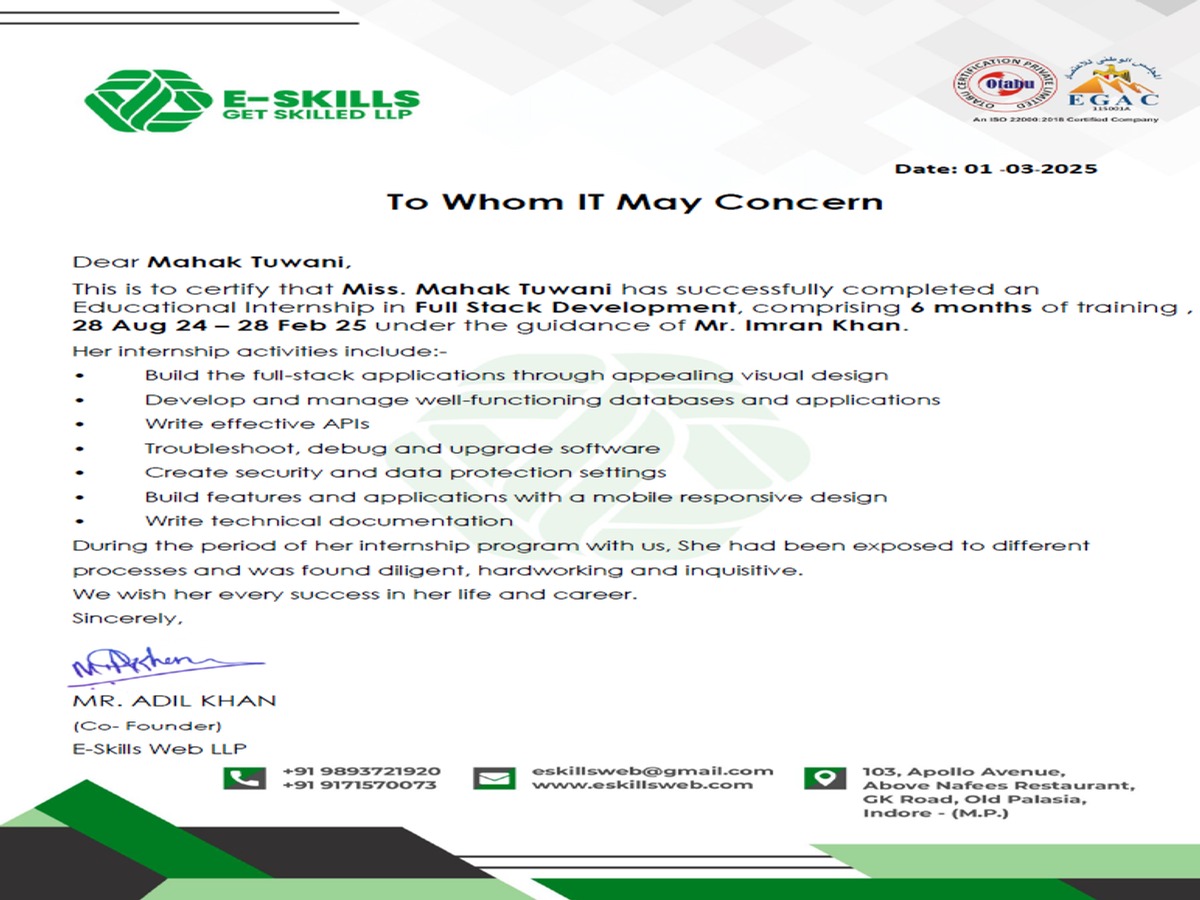 E-SKILLS
GET SKILLED LLP
OTABU CERTIFICATION PRIVATE LIMITED
Otabu
EGAC
115001A
An ISO 22000:2018 Certified Company
Date: 01 -03-2025
To Whom IT May Concern
Dear Mahak Tuwani,
This is to certify that Miss. Mahak Tuwani has successfully completed an
Educational Internship in Full Stack Development, comprising 6 months of training ,
28 Aug 24 – 28 Feb 25 under the guidance of Mr. Imran Khan.
Her internship activities include:-
• Build the full-stack applications through appealing visual design
• Develop and manage well-functioning databases and applications
• Write effective APIs
• Troubleshoot, debug and upgrade software
• Create security and data protection settings
• Build features and applications with a mobile responsive design
• Write technical documentation
During the period of her internship program with us, She had been exposed to different
processes and was found diligent, hardworking and inquisitive.
We wish her every success in her life and career.
Sincerely,
MR. ADIL KHAN
(Co- Founder)
E-Skills Web LLP
+91 9893721920
+91 9171570073
eskillsweb@gmail.com
www.eskillsweb.com
103, Apollo Avenue,
Above Nafees Restaurant,
GK Road, Old Palasia,
Indore - (M.P.)